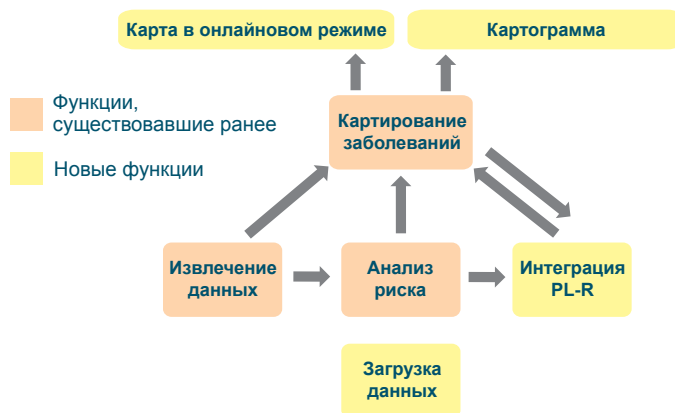 Карта в онлайновом режиме
Картограмма
Функции,
существовавшие ранее
Новые функции
Картирование
заболеваний
Извлечение
данных
Анализ
риска
Интеграция
PL-R
Загрузка
данных